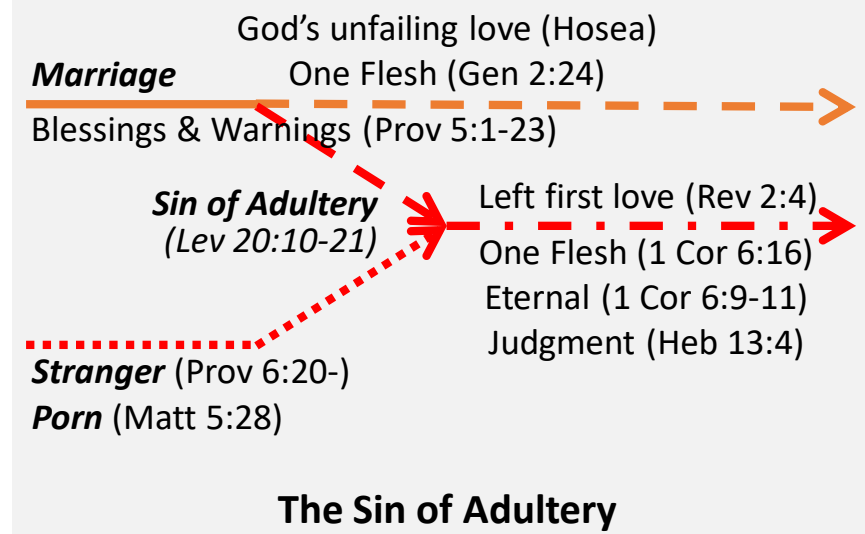 God’s unfailing love (Hosea)
Marriage
One Flesh (Gen 2:24)
Blessings & Warnings (Prov 5:1-23)
Sin of Adultery
(Lev 20:10-21)
Left first love (Rev 2:4)
One Flesh (1 Cor 6:16)
Eternal (1 Cor 6:9-11)
Judgment (Heb 13:4)
Stranger (Prov 6:20-)
Porn (Matt 5:28)
The Sin of Adultery